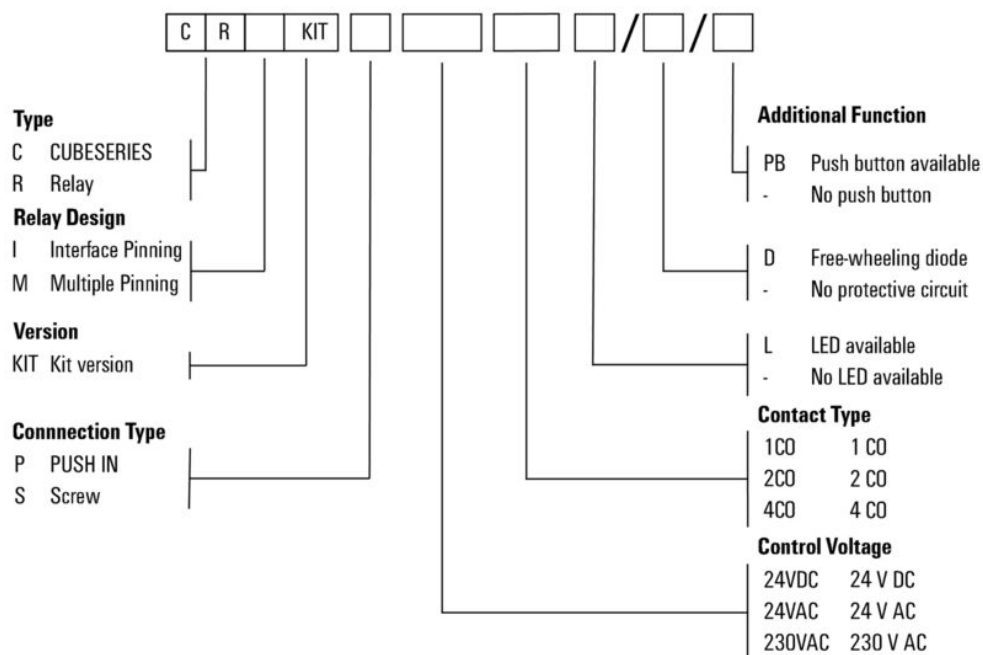 C R KIT / /
Type
C CUBESERIES
R Relay
Relay Design
I Interface Pinning
M Multiple Pinning
Version
KIT Kit version
Connnection Type
P PUSH IN
S Screw
Additional Function
PB Push button available
- No push button
D Free-wheeling diode
- No protective circuit
L LED available
- No LED available
Contact Type
1CO 1 CO
2CO 2 CO
4CO 4 CO
Control Voltage
24VDC 24 V DC
24VAC 24 V AC
230VAC 230 V AC